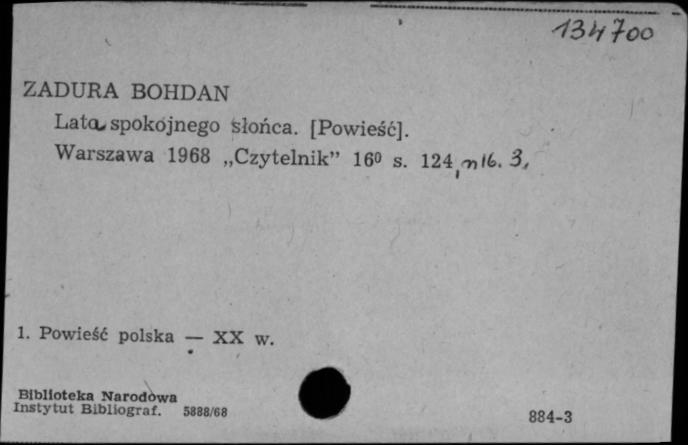 134700
ZADURA BOHDAN
Lata spokojnego słońca. [Powieść].
Warszawa 1968 „Czytelnik” 16⁰ s. 124, nlb. 3,
1. Powieść polska — XX w.
Biblioteka Narodowa
Instytut Bibliograf. 5888/68
884-3